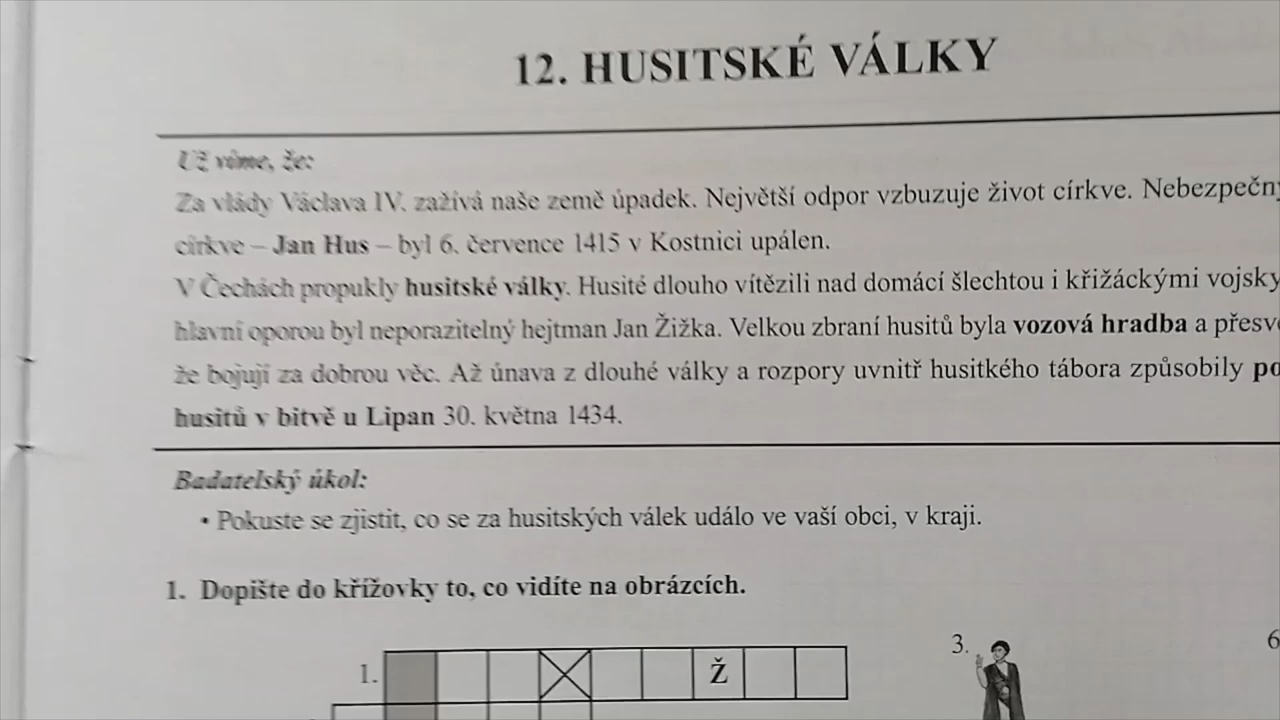 12. HUSITSKÉ VÁLKY
Už víme, že:
Za vlády Václava IV. zažívá naše země úpadek. Největší odpor vzbuzuje život církve.
církve – Jan Hus – byl 6. července 1415 v Kostnici upálen.
V Čechách propukly husitské války. Husité dlouho vítězili nad domácí šlechtou i křižáckými vojsky
hlavní oporou byl neporazitelný hejtman Jan Žižka. Velkou zbraní husitů byla vozová hradba a
že bojují za dobrou věc. Až únava z dlouhé války a rozpory uvnitř husitkého tábora způsobily
husitů v bitvě u Lipan 30. května 1434.
Badatelský úkol:
• Pokuste se zjistit, co se za husitských válek událo ve vaší obci, v kraji.
1. Dopište do křížovky to, co vidíte na obrázcích.
3.
6
1. Ž